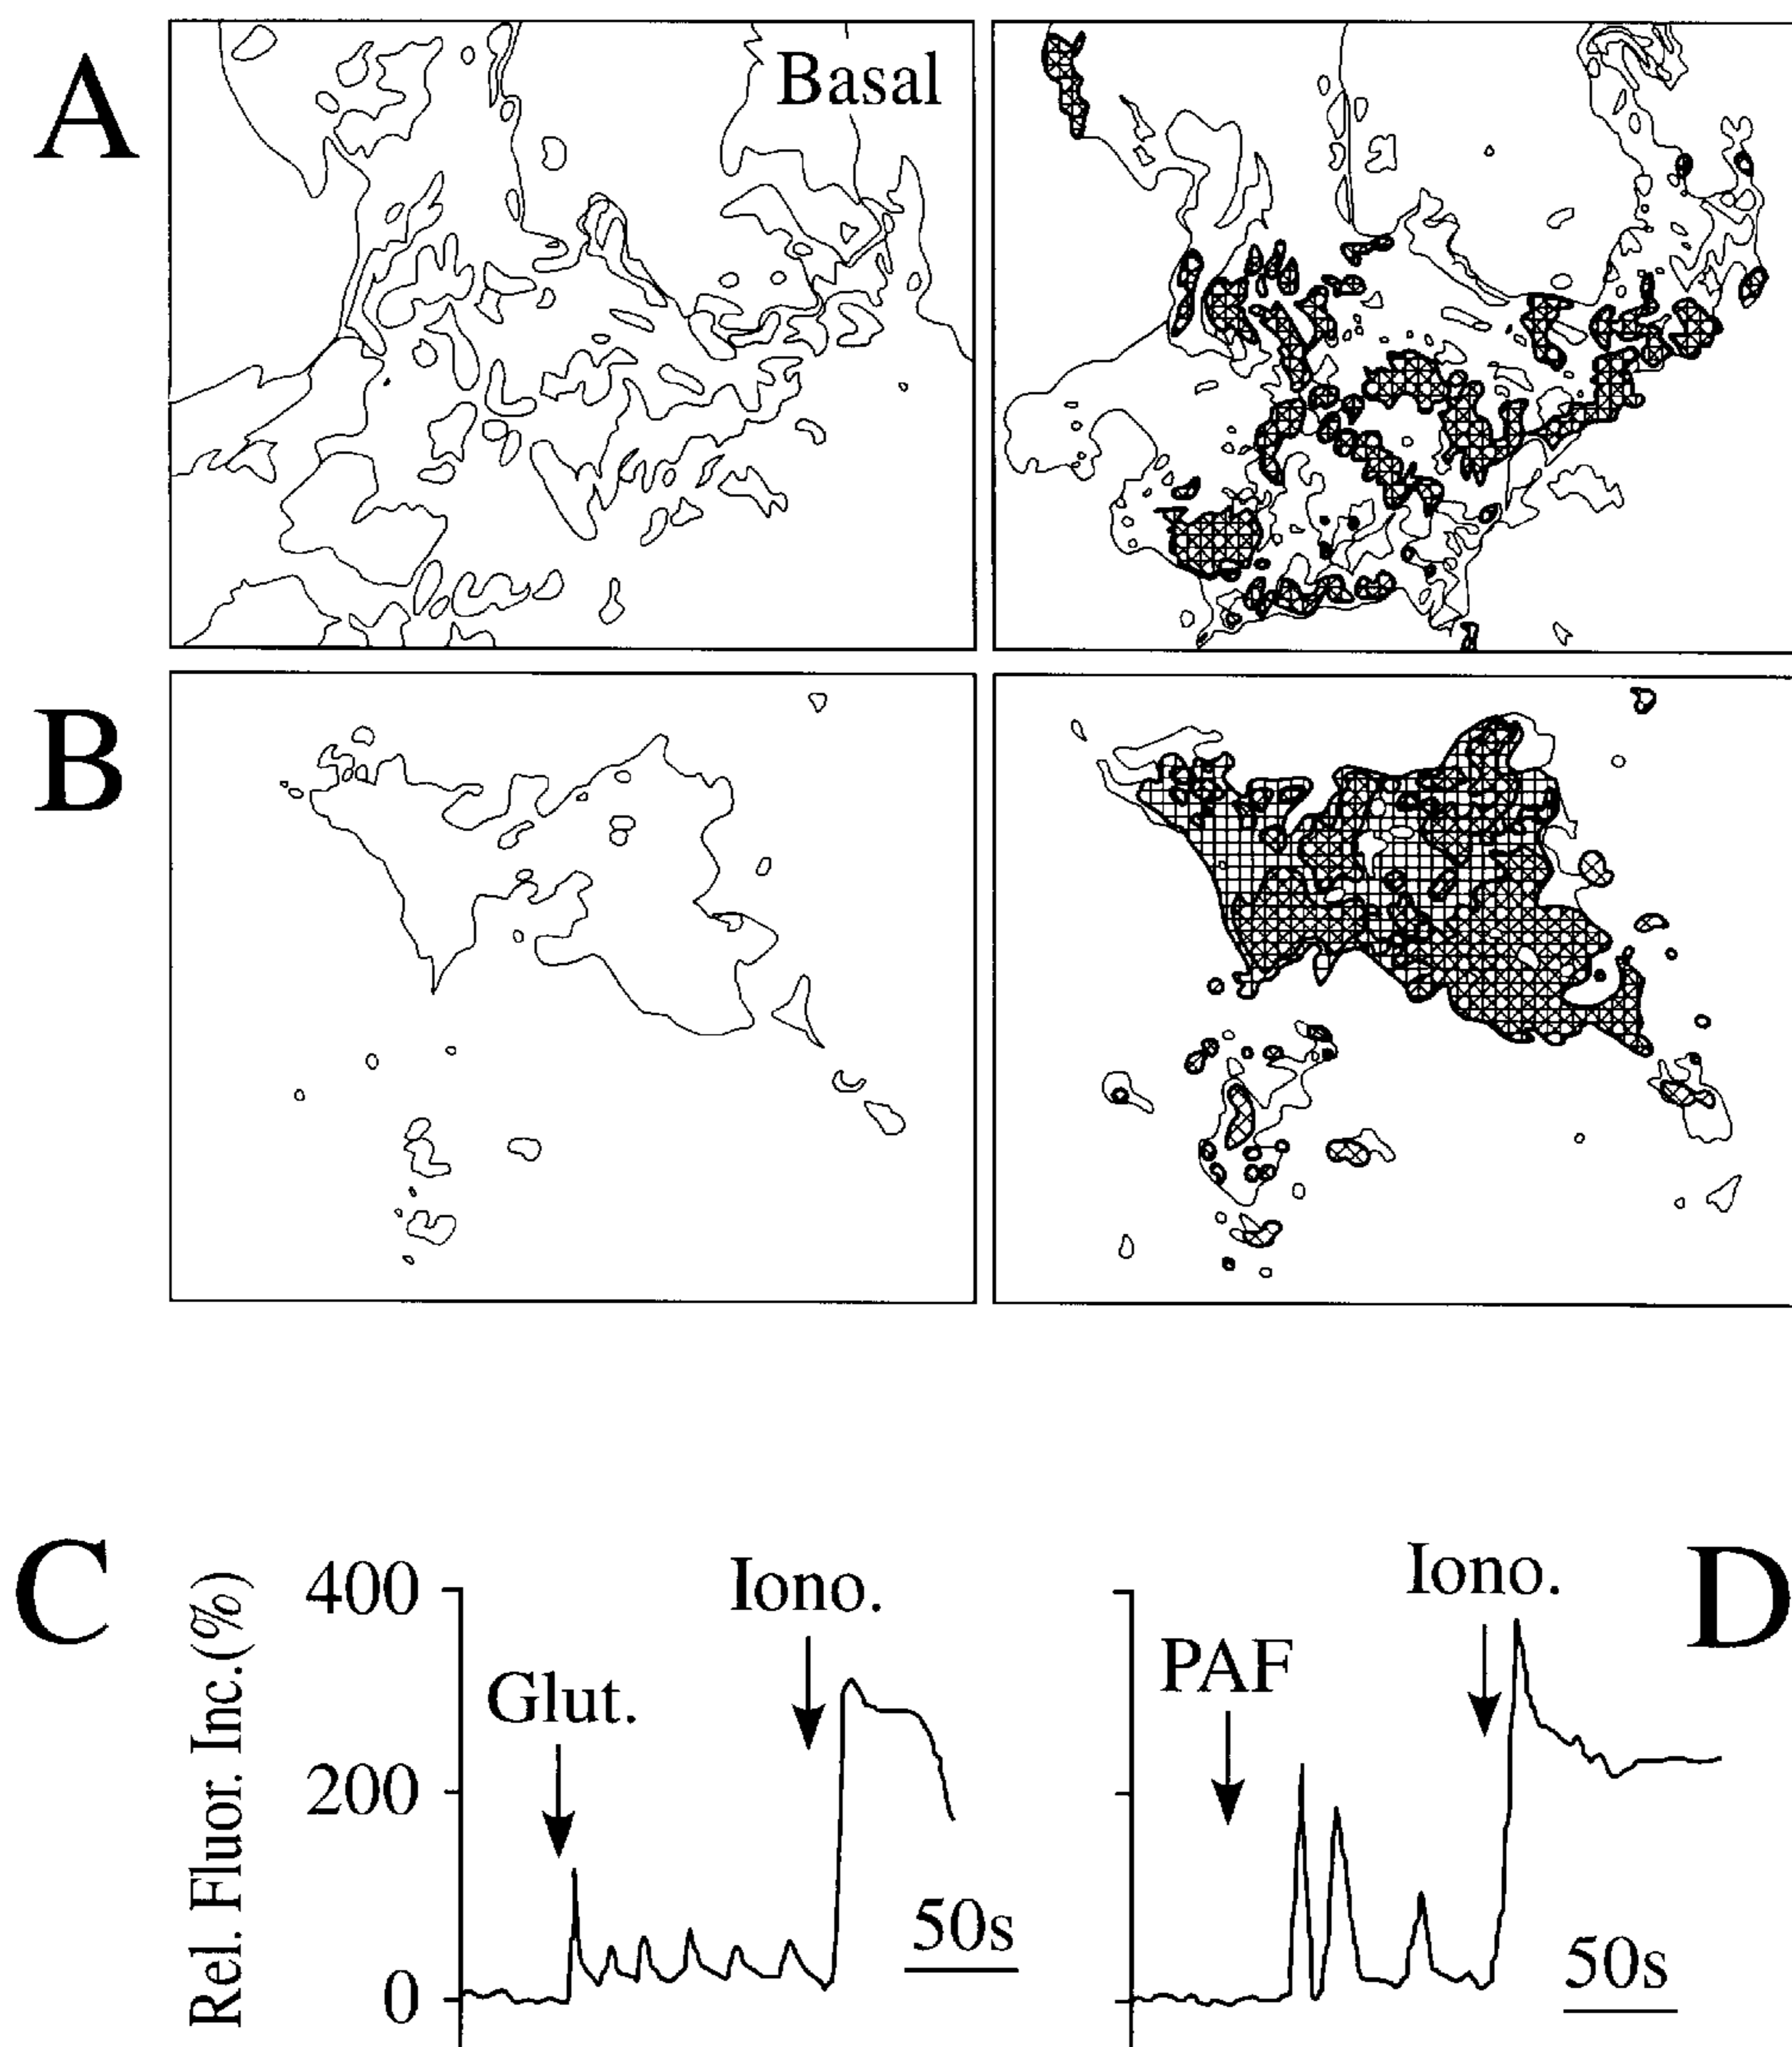 A
Basal
B
C
D
Rel. Fluor. Inc.(%)
400
200
0
Glut.
Iono.
50s
PAF
Iono.
50s